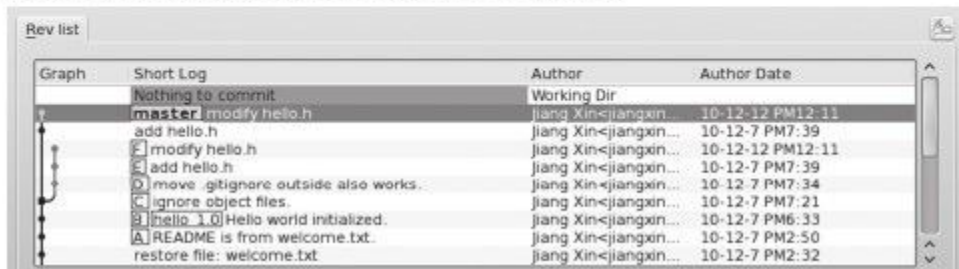 Rev list
Graph Short Log Author Author Date
Nothing to commit Working Dir
master modify hello.h Jiang Xin<jiangxin... 10-12-12 PM12:11
add hello.h Jiang Xin<jiangxin... 10-12-7 PM7:39
F modify hello.h Jiang Xin<jiangxin... 10-12-12 PM12:11
E add hello.h Jiang Xin<jiangxin... 10-12-7 PM7:39
D move .gitignore outside also works. Jiang Xin<jiangxin... 10-12-7 PM7:34
C ignore object files. Jiang Xin<jiangxin... 10-12-7 PM7:21
B hello_1.0 Hello world initialized. Jiang Xin<jiangxin... 10-12-7 PM6:33
A README is from welcome.txt. Jiang Xin<jiangxin... 10-12-7 PM2:50
restore file: welcome.txt Jiang Xin<jiangxin... 10-12-7 PM2:32